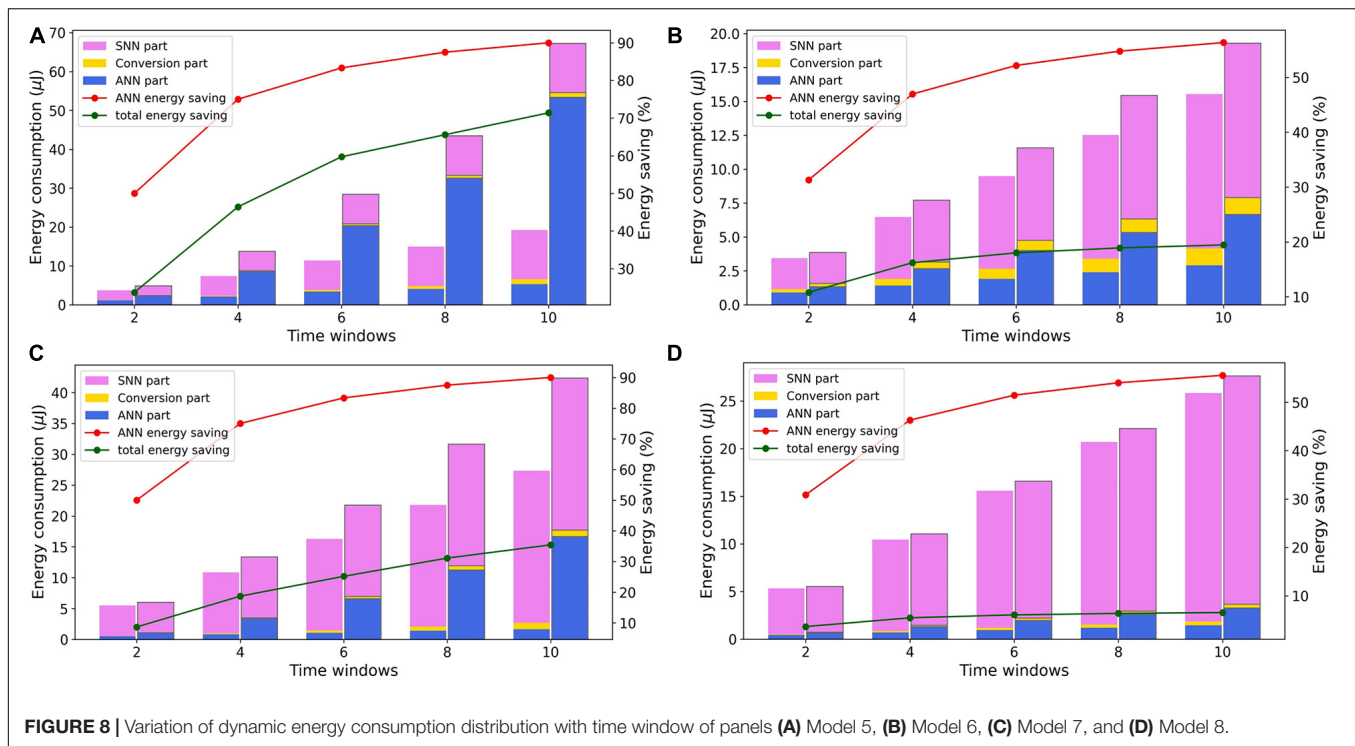 A
70
60
50
40
30
20
10
0
Energy consumption (μJ)
SNN part
Conversion part
ANN part
ANN energy saving
total energy saving
90
80
70
60
50
40
30
Energy saving (%)
2 4 6 8 10
Time windows
B
20.0
17.5
15.0
12.5
10.0
7.5
5.0
2.5
0.0
Energy consumption (μJ)
SNN part
Conversion part
ANN part
ANN energy saving
total energy saving
50
40
30
20
10
Energy saving (%)
2 4 6 8 10
Time windows
C
40
35
30
25
20
15
10
5
0
Energy consumption (μJ)
SNN part
Conversion part
ANN part
ANN energy saving
total energy saving
90
80
70
60
50
40
30
20
10
Energy saving (%)
2 4 6 8 10
Time windows
D
25
20
15
10
5
0
Energy consumption (μJ)
SNN part
Conversion part
ANN part
ANN energy saving
total energy saving
50
40
30
20
10
Energy saving (%)
2 4 6 8 10
Time windows
FIGURE 8 | Variation of dynamic energy consumption distribution with time window of panels (A) Model 5, (B) Model 6, (C) Model 7, and (D) Model 8.